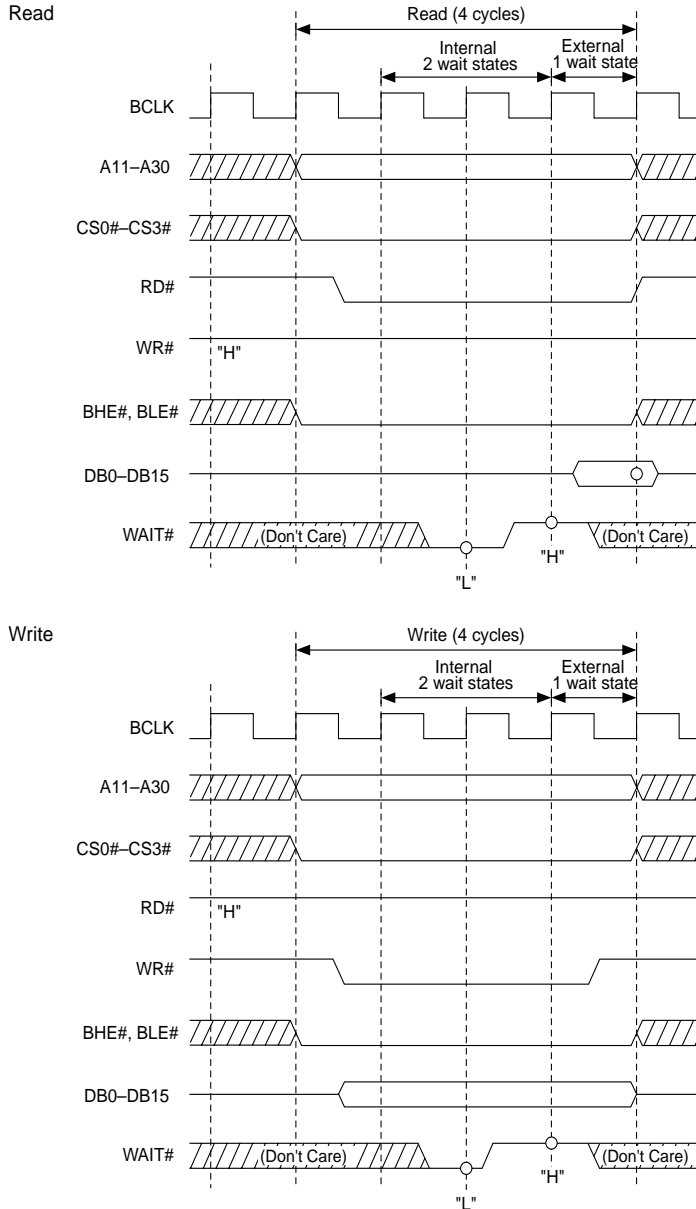 Read
Read (4 cycles)
Internal
2 wait states
External
1 wait state
BCLK
A11–A30
CS0#–CS3#
RD#
WR#
"H"
BHE#, BLE#
DB0–DB15
WAIT#
(Don't Care)
(Don't Care)
"L"
"H"
Write
Write (4 cycles)
Internal
2 wait states
External
1 wait state
BCLK
A11–A30
CS0#–CS3#
RD#
"H"
WR#
BHE#, BLE#
DB0–DB15
WAIT#
(Don't Care)
(Don't Care)
"L"
"H"